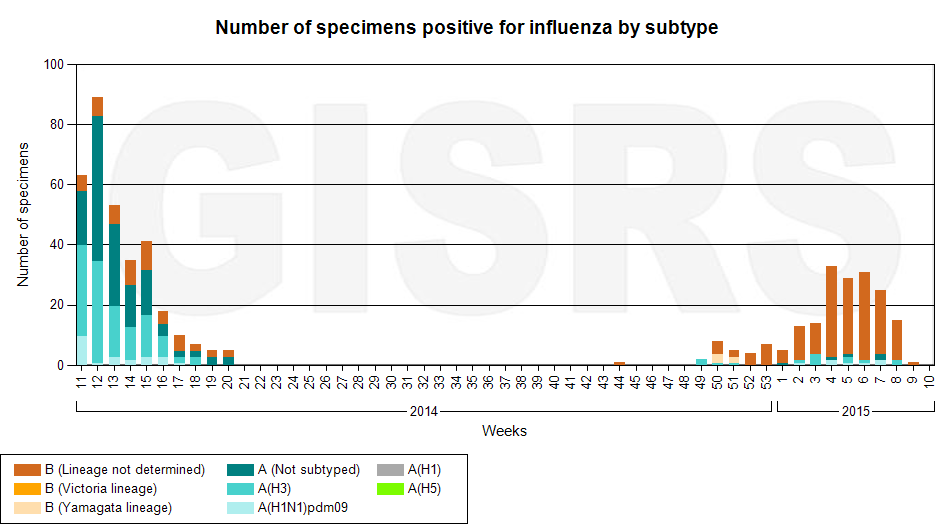 Number of specimens positive for influenza by subtype
GISRS
Number of specimens
100
80
60
40
20
0
11 12 13 14 15 16 17 18 19 20 21 22 23 24 25 26 27 28 29 30 31 32 33 34 35 36 37 38 39 40 41 42 43 44 45 46 47 48 49 50 51 52 53 1 2 3 4 5 6 7 8 9 10
2014 2015
Weeks
B (Lineage not determined) A (Not subtyped) A(H1)
B (Victoria lineage) A(H3) A(H5)
B (Yamagata lineage) A(H1N1)pdm09